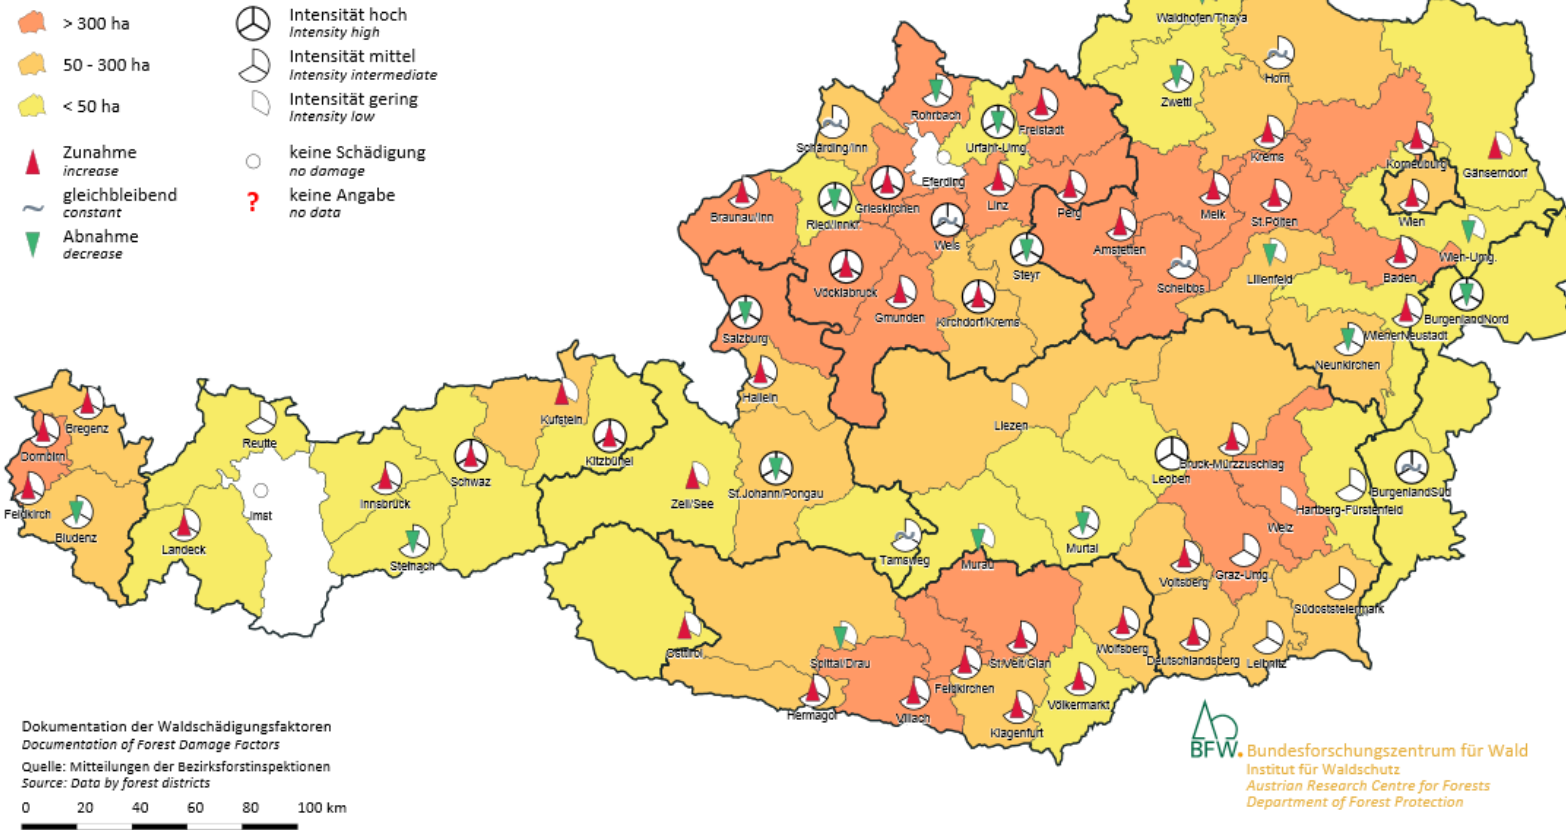 > 300 ha
50 - 300 ha
< 50 ha
Zunahme
increase
gleichbleibend
constant
Abnahme
decrease
Intensität hoch
Intensity high
Intensität mittel
Intensity intermediate
Intensität gering
Intensity low
keine Schädigung
no damage
?
keine Angabe
no data
Waldhofen/Thaya
Horn
Zwettl
Rohrbach
Freistadt
Schärding/Inn
Urfahr-Umg.
Krems
Korneuburg
Gänserndorf
Eferding
Braunau/Inn
Ried/Innkr.
Grieskirchen
Linz
Perg
Melk
St.Pölten
Wien
Wels
Amstetten
Wien-Umg.
Steyr
Scheibbs
Lilienfeld
Baden
Vöcklabruck
Gmunden
Kirchdorf/Krems
BurgenlandNord
Salzburg
WienerNeustadt
Neunkirchen
Hallein
Kufstein
Liezen
Bregenz
Reutte
Dornbirn
Kitzbühel
Bruck-Mürzzuschlag
Leoben
Schwaz
St.Johann/Pongau
BurgenlandSüd
Innsbruck
Zell/See
Hartberg-Fürstenfeld
Feldkirch
Imst
Weiz
Bludenz
Landeck
Steinach
Tamsweg
Murau
Murtal
Voitsberg
Graz-Umg.
Südoststeiermark
Osttirol
Spittal/Drau
St.Veit/Glan
Wolfsberg
Deutschlandsberg
Leibnitz
Feldkirchen
Hermagor
Villach
Klagenfurt
Völkermarkt
Dokumentation der Waldschädigungsfaktoren
Documentation of Forest Damage Factors
Quelle: Mitteilungen der Bezirksforstinspektionen
Source: Data by forest districts
0 20 40 60 80 100 km
BFW.
Bundesforschungszentrum für Wald
Institut für Waldschutz
Austrian Research Centre for Forests
Department of Forest Protection